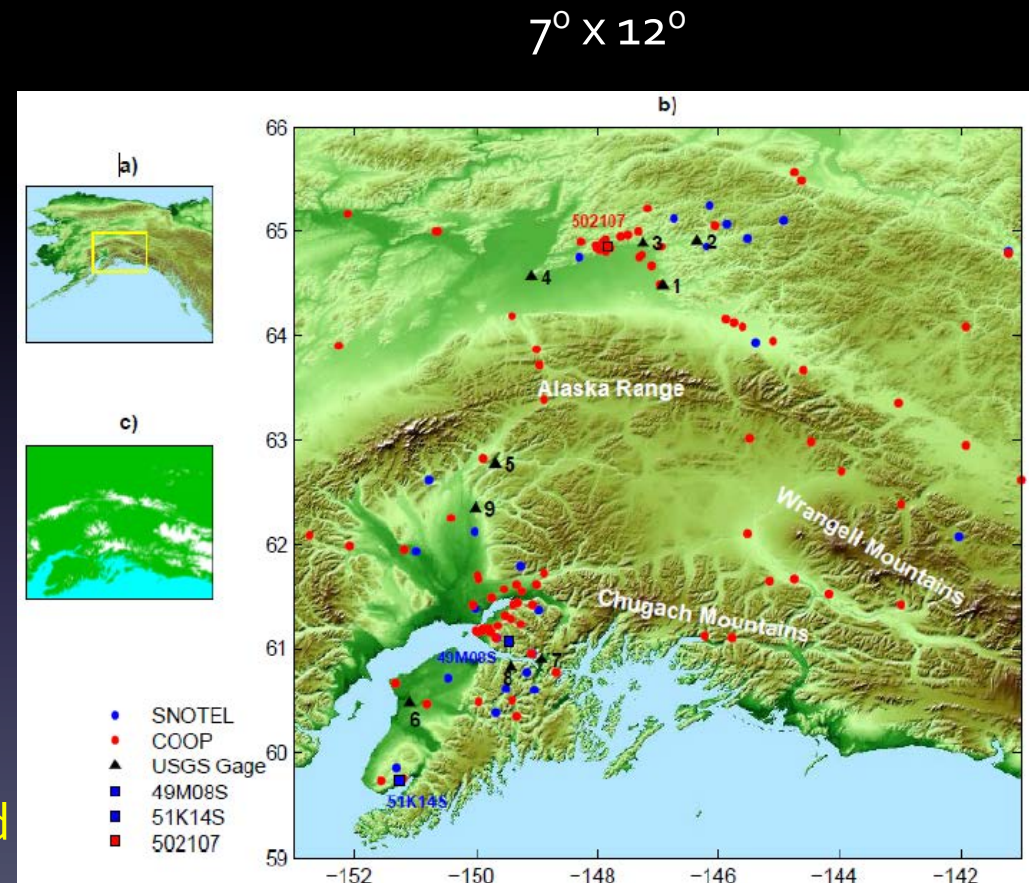 7⁰ X 12⁰
a)
b)
c)
66
65
64
63
62
61
60
59
−152
−150
−148
−146
−144
−142
502107
3
2
4
1
Alaska Range
5
9
Wrangell Mountains
Chugach Mountains
49M08S
7
8
6
51K14S
SNOTEL
COOP
USGS Gage
49M08S
51K14S
502107
d